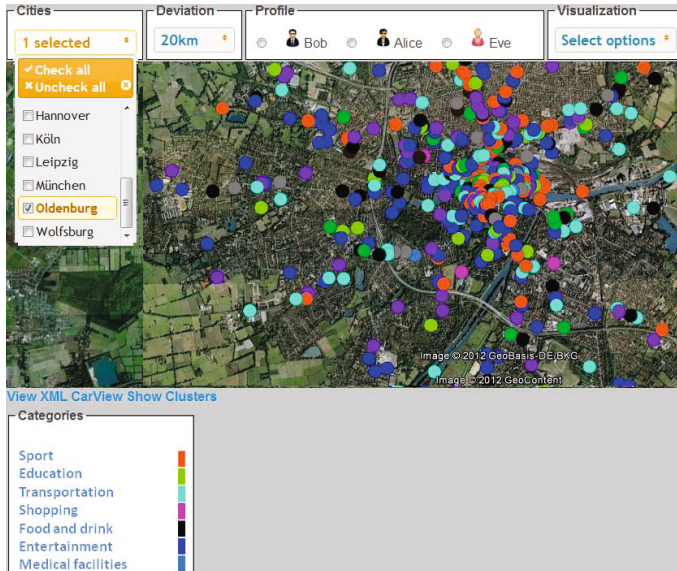 Cities
Deviation
Profile
Visualization
1 selected
20km
Bob
Alice
Eve
Select options
Check all
Uncheck all
Hannover
Köln
Leipzig
München
Oldenburg
Wolfsburg
Image © 2012 GeoBasis-DE/BKG
Image © 2012 GeoContent
View XML CarView Show Clusters
Categories
Sport
Education
Transportation
Shopping
Food and drink
Entertainment
Medical facilities